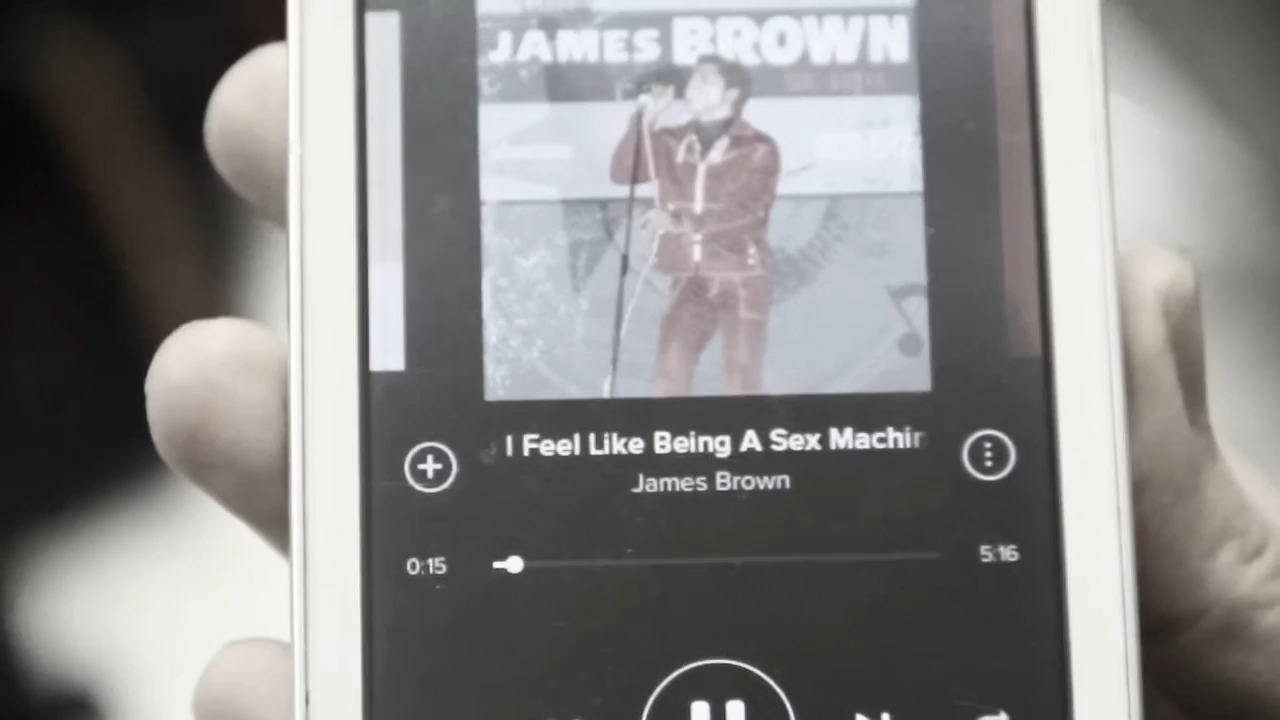 JAMES BROWN
I Feel Like Being A Sex Machin
James Brown
0:15
5:16